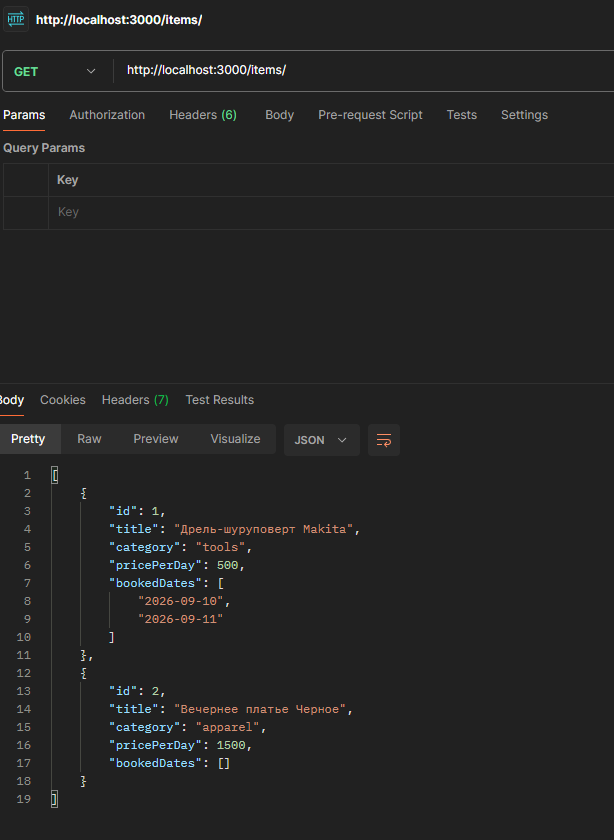 HTTP http://localhost:3000/items/
GET http://localhost:3000/items/
Params Authorization Headers (6) Body Pre-request Script Tests Settings
Query Params
Key
Key
Body Cookies Headers (7) Test Results
Pretty Raw Preview Visualize JSON
1 [
2 {
3 "id": 1,
4 "title": "Дрель-шуруповерт Makita",
5 "category": "tools",
6 "pricePerDay": 500,
7 "bookedDates": [
8 "2026-09-10",
9 "2026-09-11"
10 ]
11 },
12 {
13 "id": 2,
14 "title": "Вечернее платье Черное",
15 "category": "apparel",
16 "pricePerDay": 1500,
17 "bookedDates": []
18 }
19 ]